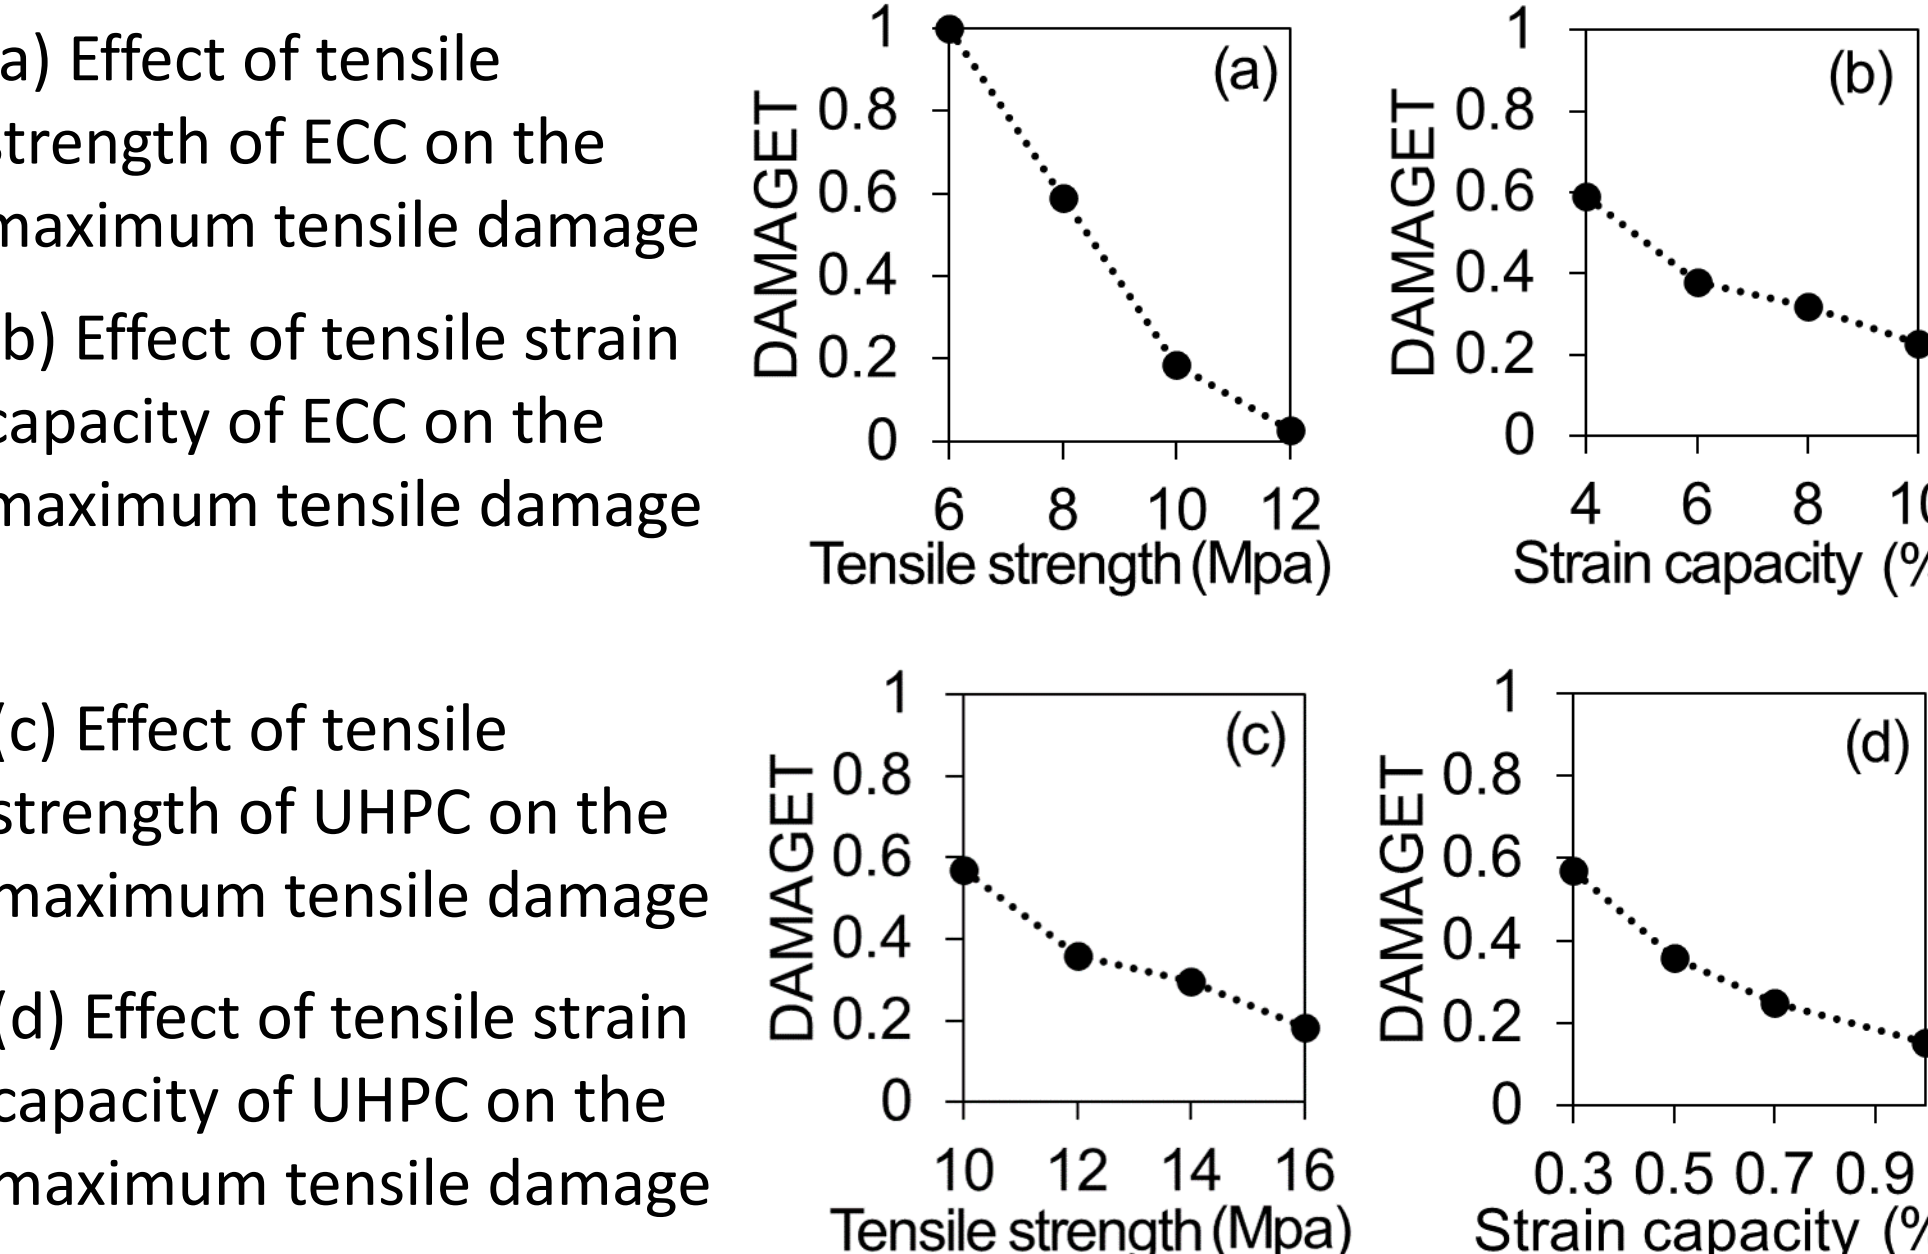 a) Effect of tensile
strength of ECC on the
maximum tensile damage
b) Effect of tensile strain
capacity of ECC on the
maximum tensile damage
(c) Effect of tensile
strength of UHPC on the
maximum tensile damage
(d) Effect of tensile strain
capacity of UHPC on the
maximum tensile damage
(a)
DAMAGET
1
0.8
0.6
0.4
0.2
0
6 8 10 12
Tensile strength (Mpa)
(b)
DAMAGET
1
0.8
0.6
0.4
0.2
0
4 6 8 10
Strain capacity (%
(c)
DAMAGET
1
0.8
0.6
0.4
0.2
0
10 12 14 16
Tensile strength (Mpa)
(d)
DAMAGET
1
0.8
0.6
0.4
0.2
0
0.3 0.5 0.7 0.9
Strain capacity (%